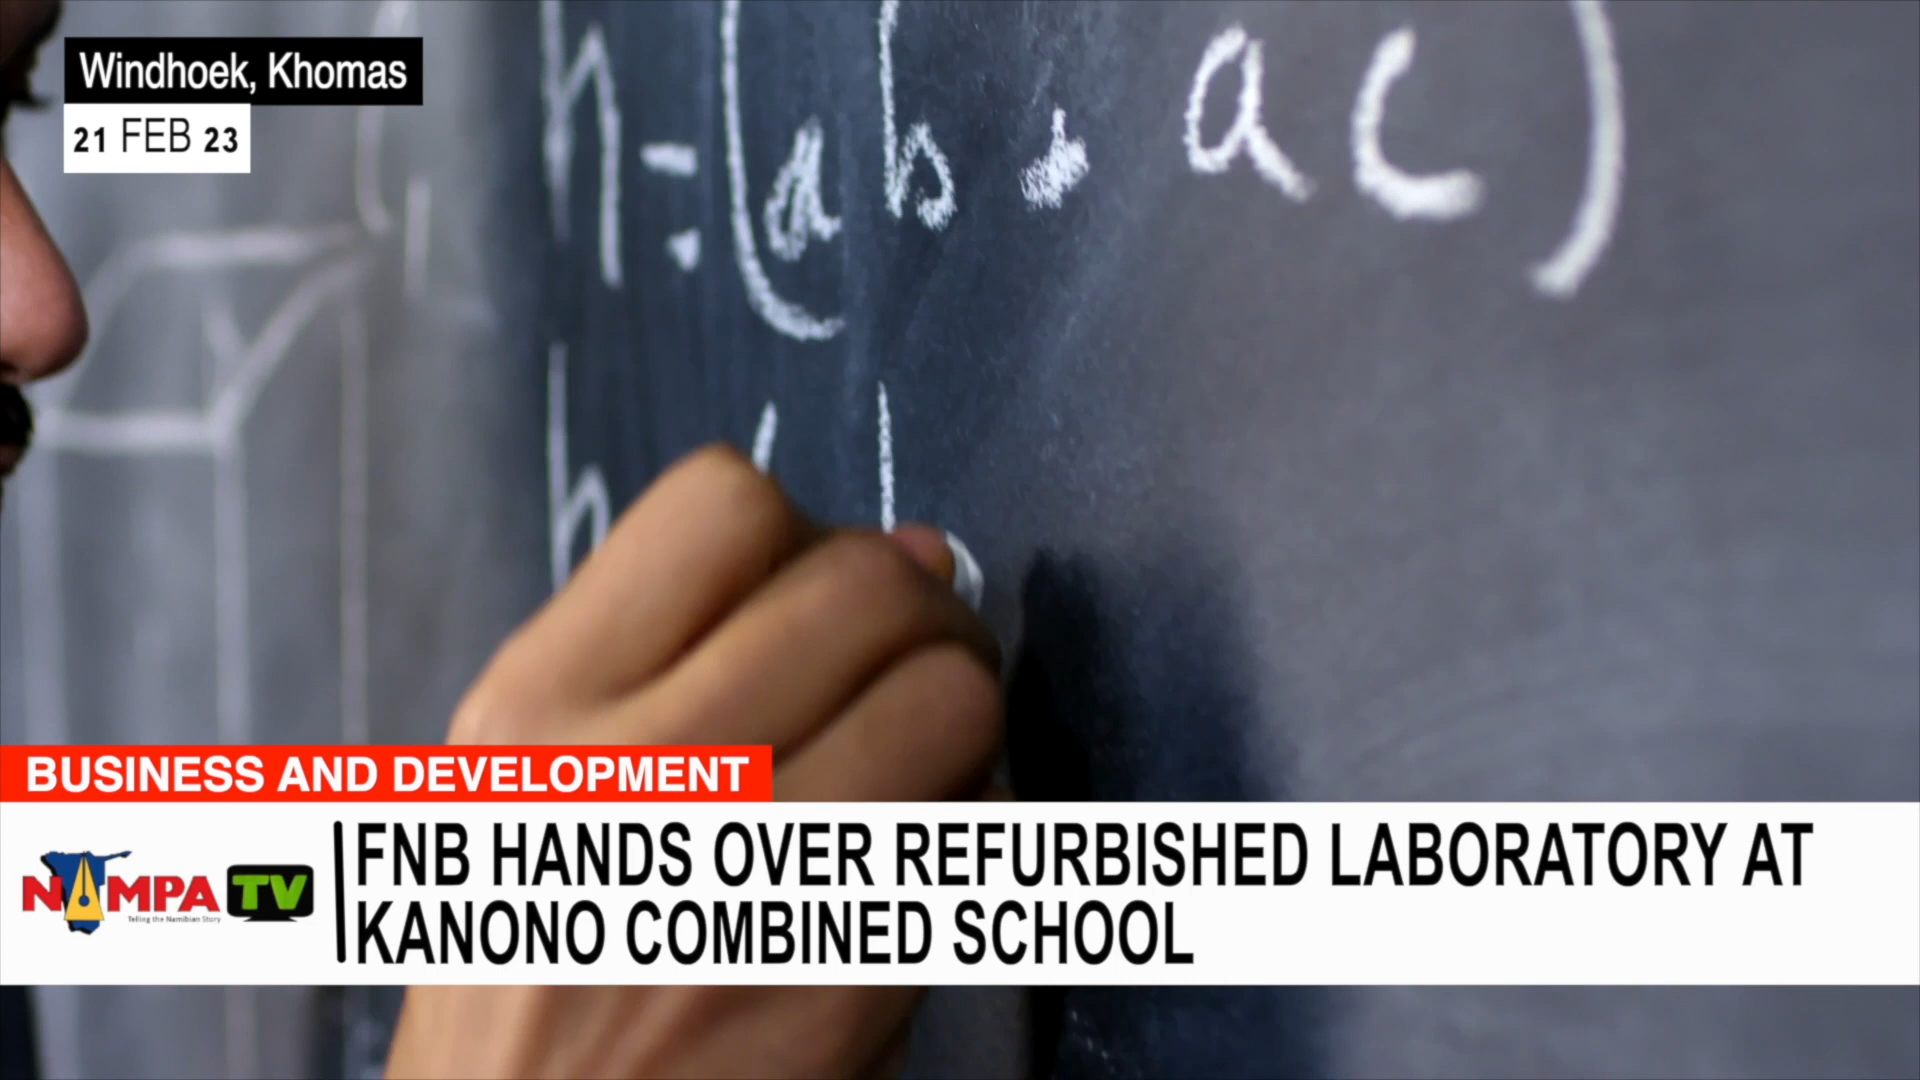 Windhoek, Khomas
21 FEB 23
h = (ab, ac)
h
BUSINESS AND DEVELOPMENT
NAMPA TV
Telling the Namibian Story
FNB HANDS OVER REFURBISHED LABORATORY AT
KANONO COMBINED SCHOOL